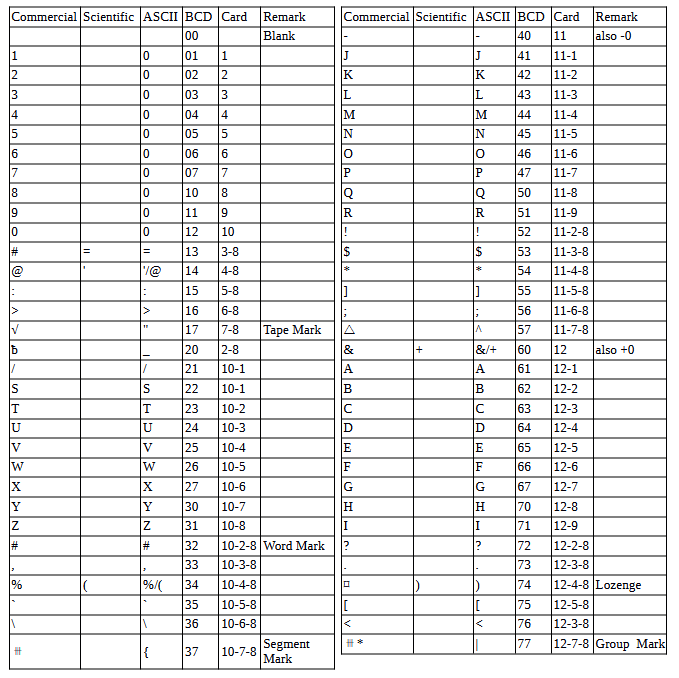 Commercial Scientific ASCII BCD Card Remark
00 Blank
1 0 01 1
2 0 02 2
3 0 03 3
4 0 04 4
5 0 05 5
6 0 06 6
7 0 07 7
8 0 10 8
9 0 11 9
0 0 12 10
# = = 13 3-8
@ ' '/@ 14 4-8
: : 15 5-8
> > 16 6-8
√ " 17 7-8 Tape Mark
ƀ _ 20 2-8
/ / 21 10-1
S S 22 10-1
T T 23 10-2
U U 24 10-3
V V 25 10-4
W W 26 10-5
X X 27 10-6
Y Y 30 10-7
Z Z 31 10-8
# # 32 10-2-8 Word Mark
, , 33 10-3-8
% ( %/( 34 10-4-8
` ` 35 10-5-8
\ \ 36 10-6-8
⧻ { 37 10-7-8 Segment
Mark
Commercial Scientific ASCII BCD Card Remark
- - 40 11 also -0
J J 41 11-1
K K 42 11-2
L L 43 11-3
M M 44 11-4
N N 45 11-5
O O 46 11-6
P P 47 11-7
Q Q 50 11-8
R R 51 11-9
! ! 52 11-2-8
$ $ 53 11-3-8
* * 54 11-4-8
] ] 55 11-5-8
; ; 56 11-6-8
△ ^ 57 11-7-8
& + &/+ 60 12 also +0
A A 61 12-1
B B 62 12-2
C C 63 12-3
D D 64 12-4
E E 65 12-5
F F 66 12-6
G G 67 12-7
H H 70 12-8
I I 71 12-9
? ? 72 12-2-8
. . 73 12-3-8
¤ ) ) 74 12-4-8 Lozenge
[ [ 75 12-5-8
< < 76 12-3-8
⧻ * | 77 12-7-8 Group Mark